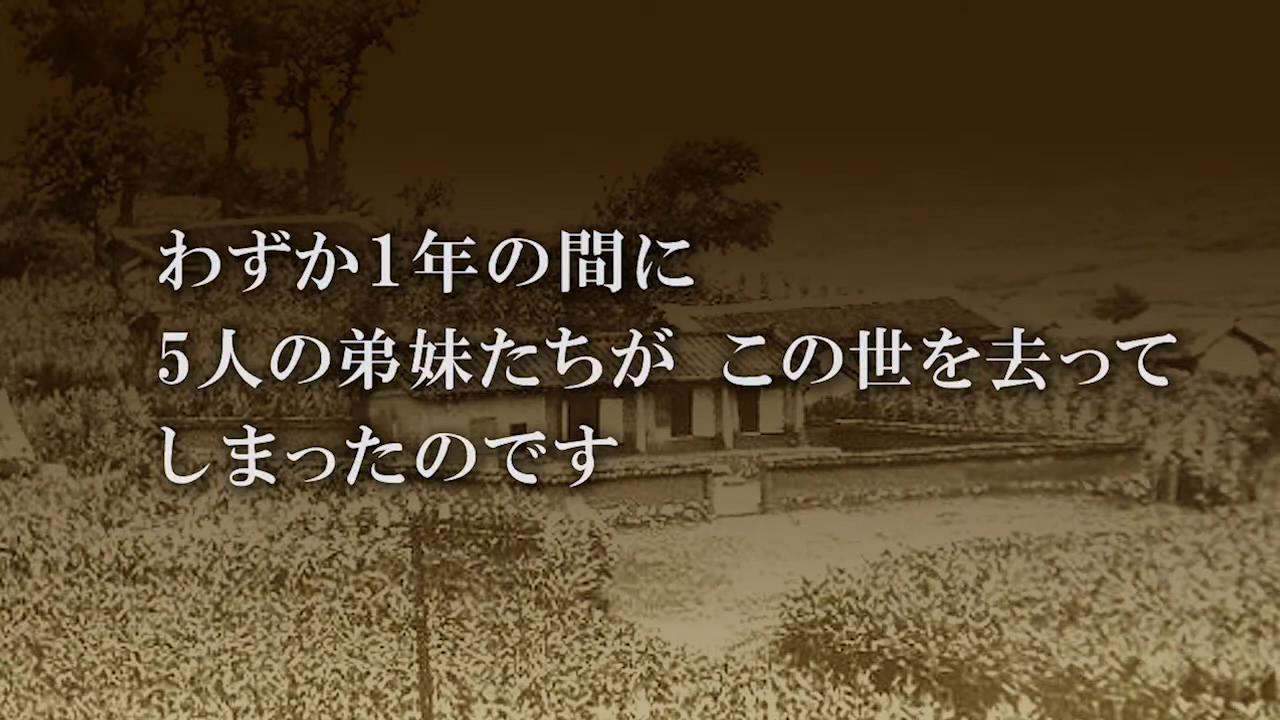 わずか1年の間に
5人の弟妹たちが　この世を去って
しまったのです